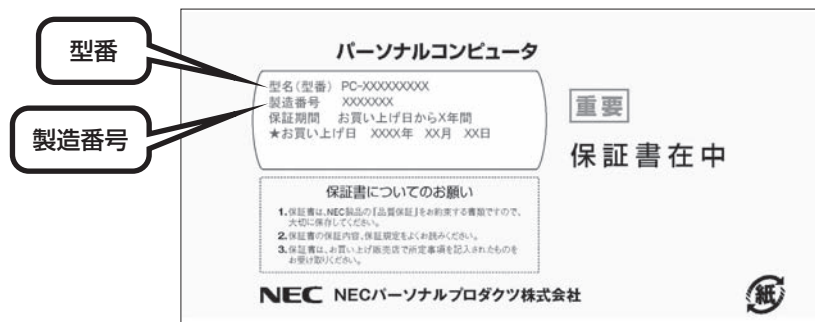 型番
製造番号
パーソナルコンピュータ
型名(型番) PC-XXXXXXXXX
製造番号 XXXXXXX
保証期間 お買い上げ日からX年間
★お買い上げ日 XXXX年 XX月 XX日
重要
保証書在中
保証書についてのお願い
1.保証書は、NEC製品の『品質保証』をお約束する書類ですので、
大切に保存してください。
2.保証書の保証内容、保証規定をよくお読みください。
3.保証書は、お買い上げ販売店で所定事項を記入されたものを
お受け取りください。
NEC NECパーソナルプロダクツ株式会社
紙